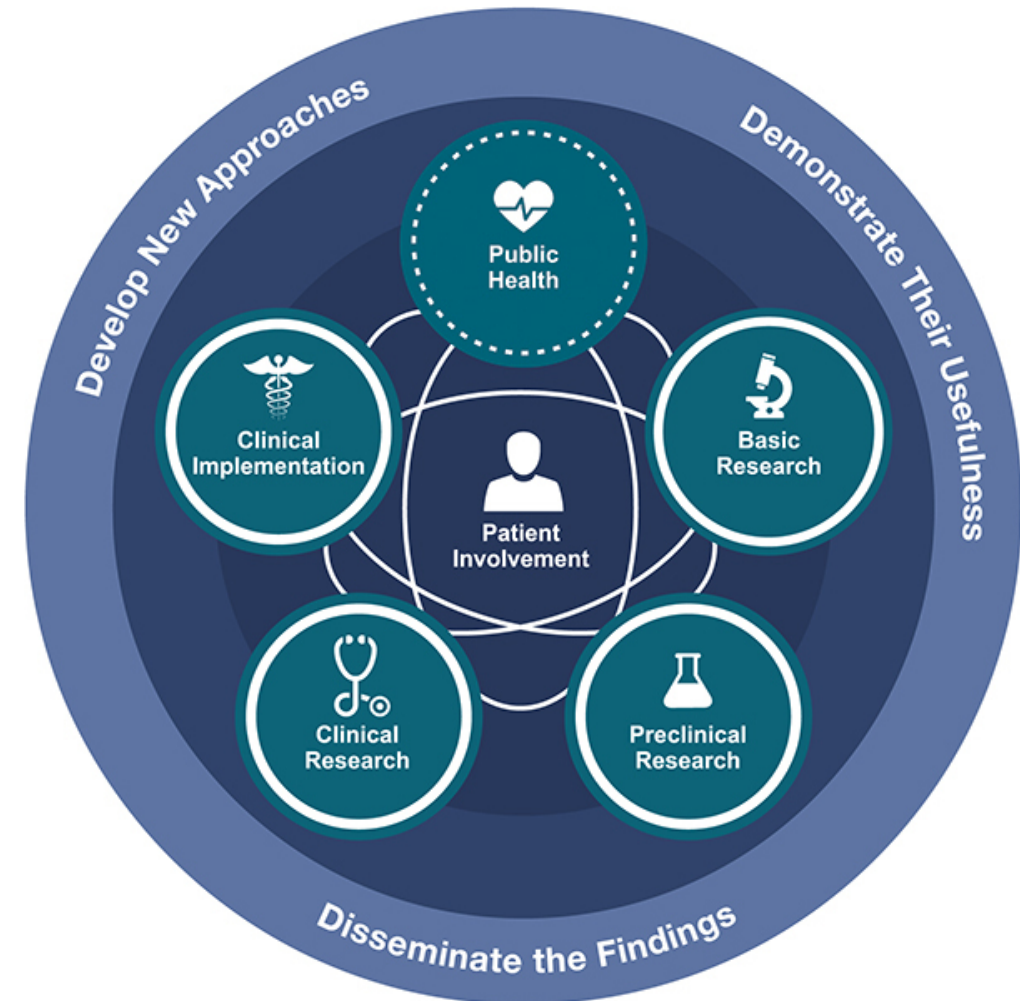 Develop New Approaches
Demonstrate Their Usefulness
Public
Health
Clinical
Implementation
Basic
Research
Patient
Involvement
Clinical
Research
Preclinical
Research
Disseminate the Findings